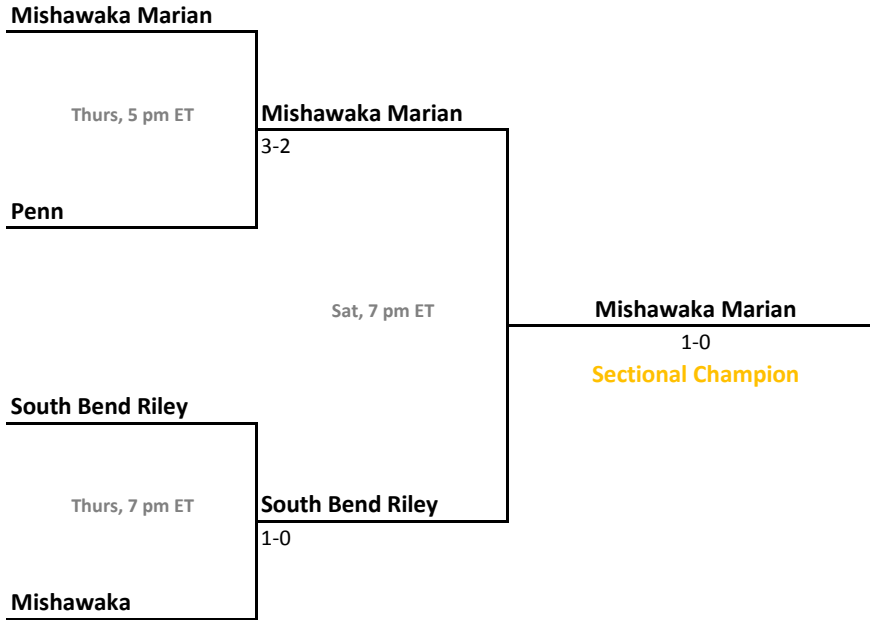 Mishawaka Marian
Thurs, 5 pm ET
Mishawaka Marian
3-2
Penn
Sat, 7 pm ET
Mishawaka Marian
1-0
Sectional Champion
South Bend Riley
Thurs, 7 pm ET
South Bend Riley
1-0
Mishawaka